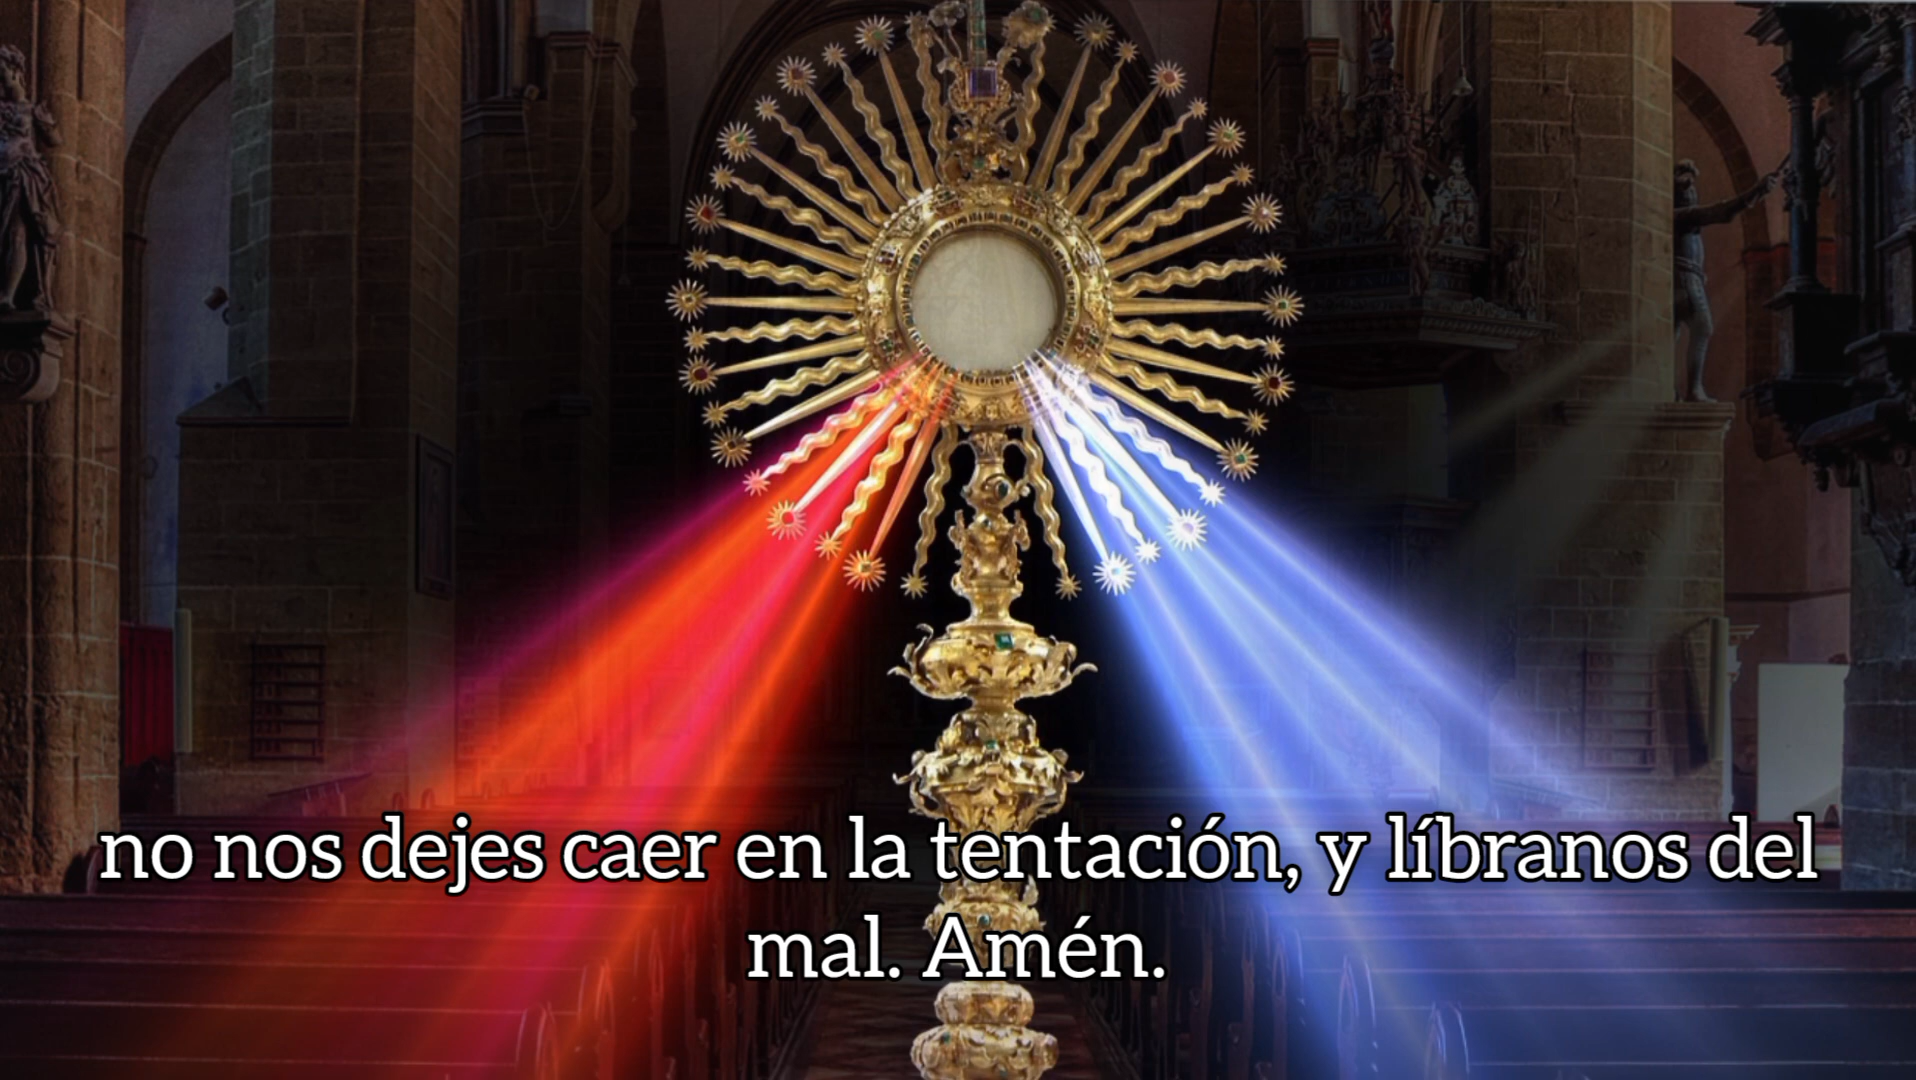 no nos dejes caer en la tentación, y líbranos del
mal. Amén.